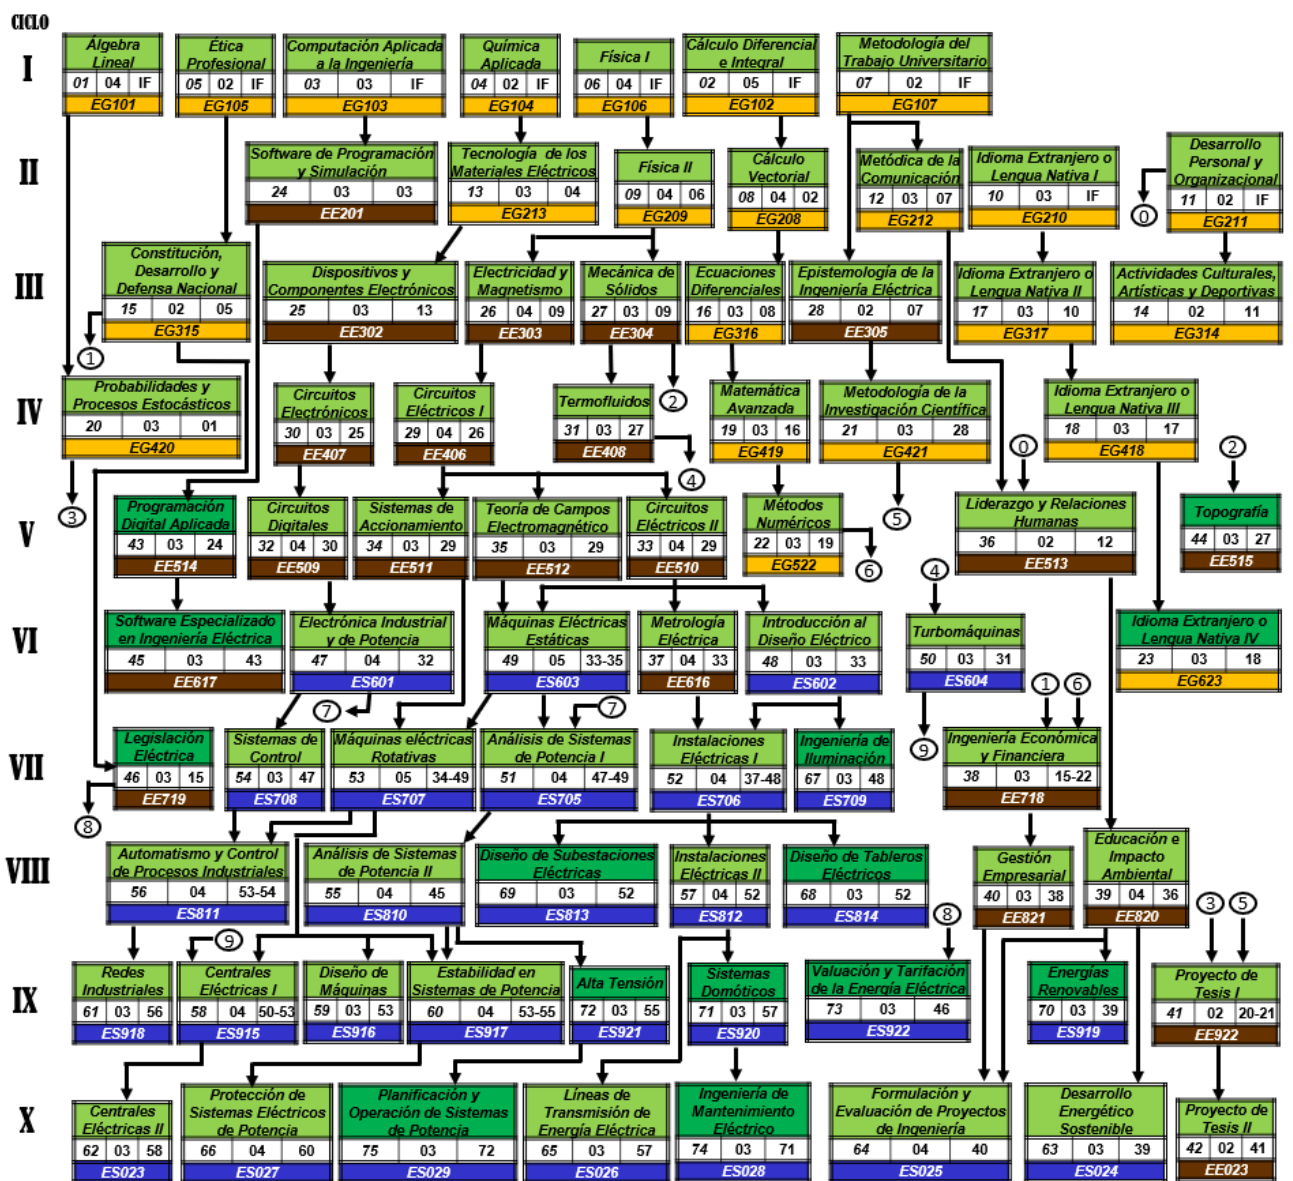 CICLO
I
Álgebra
Lineal
01 04 IF
EG101
Ética
Profesional
05 02 IF
EG105
Computación Aplicada
a la Ingeniería
03 03 IF
EG103
Química
Aplicada
04 02 IF
EG104
Física I
06 04 IF
EG106
Cálculo Diferencial
e Integral
02 05 IF
EG102
Metodología del
Trabajo Universitario
07 02 IF
EG107
II
Software de Programación
y Simulación
24 03 03
EE201
Tecnología de los
Materiales Eléctricos
13 03 04
EG213
Física II
09 04 06
EG209
Cálculo
Vectorial
08 04 02
EG208
Metódica de la
Comunicación
12 03 07
EG212
Idioma Extranjero o
Lengua Nativa I
10 03 IF
EG210
0
Desarrollo
Personal y
Organizacional
11 02 IF
EG211
III
Constitución,
Desarrollo y
Defensa Nacional
15 02 05
EG315
1
Dispositivos y
Componentes Electrónicos
25 03 13
EE302
Electricidad y
Magnetismo
26 04 09
EE303
Mecánica de
Sólidos
27 03 09
EE304
Ecuaciones
Diferenciales
16 03 08
EG316
Epistemología de la
Ingeniería Eléctrica
28 02 07
EE305
Idioma Extranjero o
Lengua Nativa II
17 03 10
EG317
Actividades Culturales,
Artísticas y Deportivas
14 02 11
EG314
IV
Probabilidades y
Procesos Estocásticos
20 03 01
EG420
3
Circuitos
Electrónicos
30 03 25
EE407
Circuitos
Eléctricos I
29 04 26
EE406
Termofluidos
31 03 27
EE408
2
4
Matemática
Avanzada
19 03 16
EG419
Metodología de la
Investigación Científica
21 03 28
EG421
5
Idioma Extranjero o
Lengua Nativa III
18 03 17
EG418
0
2
V
Programación
Digital Aplicada
43 03 24
EE514
Circuitos
Digitales
32 04 30
EE509
Sistemas de
Accionamiento
34 03 29
EE511
Teoría de Campos
Electromagnético
35 03 29
EE512
Circuitos
Eléctricos II
33 04 29
EE510
Métodos
Numéricos
22 03 19
EG522
6
Liderazgo y Relaciones
Humanas
36 02 12
EE513
Topografía
44 03 27
EE515
VI
Software Especializado
en Ingeniería Eléctrica
45 03 43
EE617
Electrónica Industrial
y de Potencia
47 04 32
ES601
Máquinas Eléctricas
Estáticas
49 05 33-35
ES603
Metrología
Eléctrica
37 04 33
EE616
Introducción al
Diseño Eléctrico
48 03 33
ES602
4
Turbomáquinas
50 03 31
ES604
Idioma Extranjero o
Lengua Nativa IV
23 03 18
EG623
7
7
9
1
6
VII
Legislación
Eléctrica
46 03 15
EE719
8
Sistemas de
Control
54 03 47
ES708
Máquinas eléctricas
Rotativas
53 05 34-49
ES707
Análisis de Sistemas
de Potencia I
51 04 47-49
ES705
Instalaciones
Eléctricas I
52 04 37-48
ES706
Ingeniería de
Iluminación
67 03 48
ES709
Ingeniería Económica
y Financiera
38 03 15-22
EE718
VIII
Automatismo y Control
de Procesos Industriales
56 04 53-54
ES811
Análisis de Sistemas
de Potencia II
55 04 45
ES810
Diseño de Subestaciones
Eléctricas
69 03 52
ES813
Instalaciones
Eléctricas II
57 04 52
ES812
Diseño de Tableros
Eléctricos
68 03 52
ES814
Gestión
Empresarial
40 03 38
EE821
Educación e
Impacto
Ambiental
39 04 36
EE820
9
8
3
5
IX
Redes
Industriales
61 03 56
ES918
Centrales
Eléctricas I
58 04 50-53
ES915
Diseño de
Máquinas
59 03 53
ES916
Estabilidad en
Sistemas de Potencia
60 04 53-55
ES917
Alta Tensión
72 03 55
ES921
Sistemas
Domóticos
71 03 57
ES920
Valuación y Tarifación
de la Energía Eléctrica
73 03 46
ES922
Energías
Renovables
70 03 39
ES919
Proyecto de
Tesis I
41 02 20-21
EE922
X
Centrales
Eléctricas II
62 03 58
ES023
Protección de
Sistemas Eléctricos
de Potencia
66 04 60
ES027
Planificación y
Operación de Sistemas
de Potencia
75 03 72
ES029
Líneas de
Transmisión de
Energía Eléctrica
65 03 57
ES026
Ingeniería de
Mantenimiento
Eléctrico
74 03 71
ES028
Formulación y
Evaluación de Proyectos
de Ingeniería
64 04 40
ES025
Desarrollo
Energético
Sostenible
63 03 39
ES024
Proyecto de
Tesis II
42 02 41
EE023